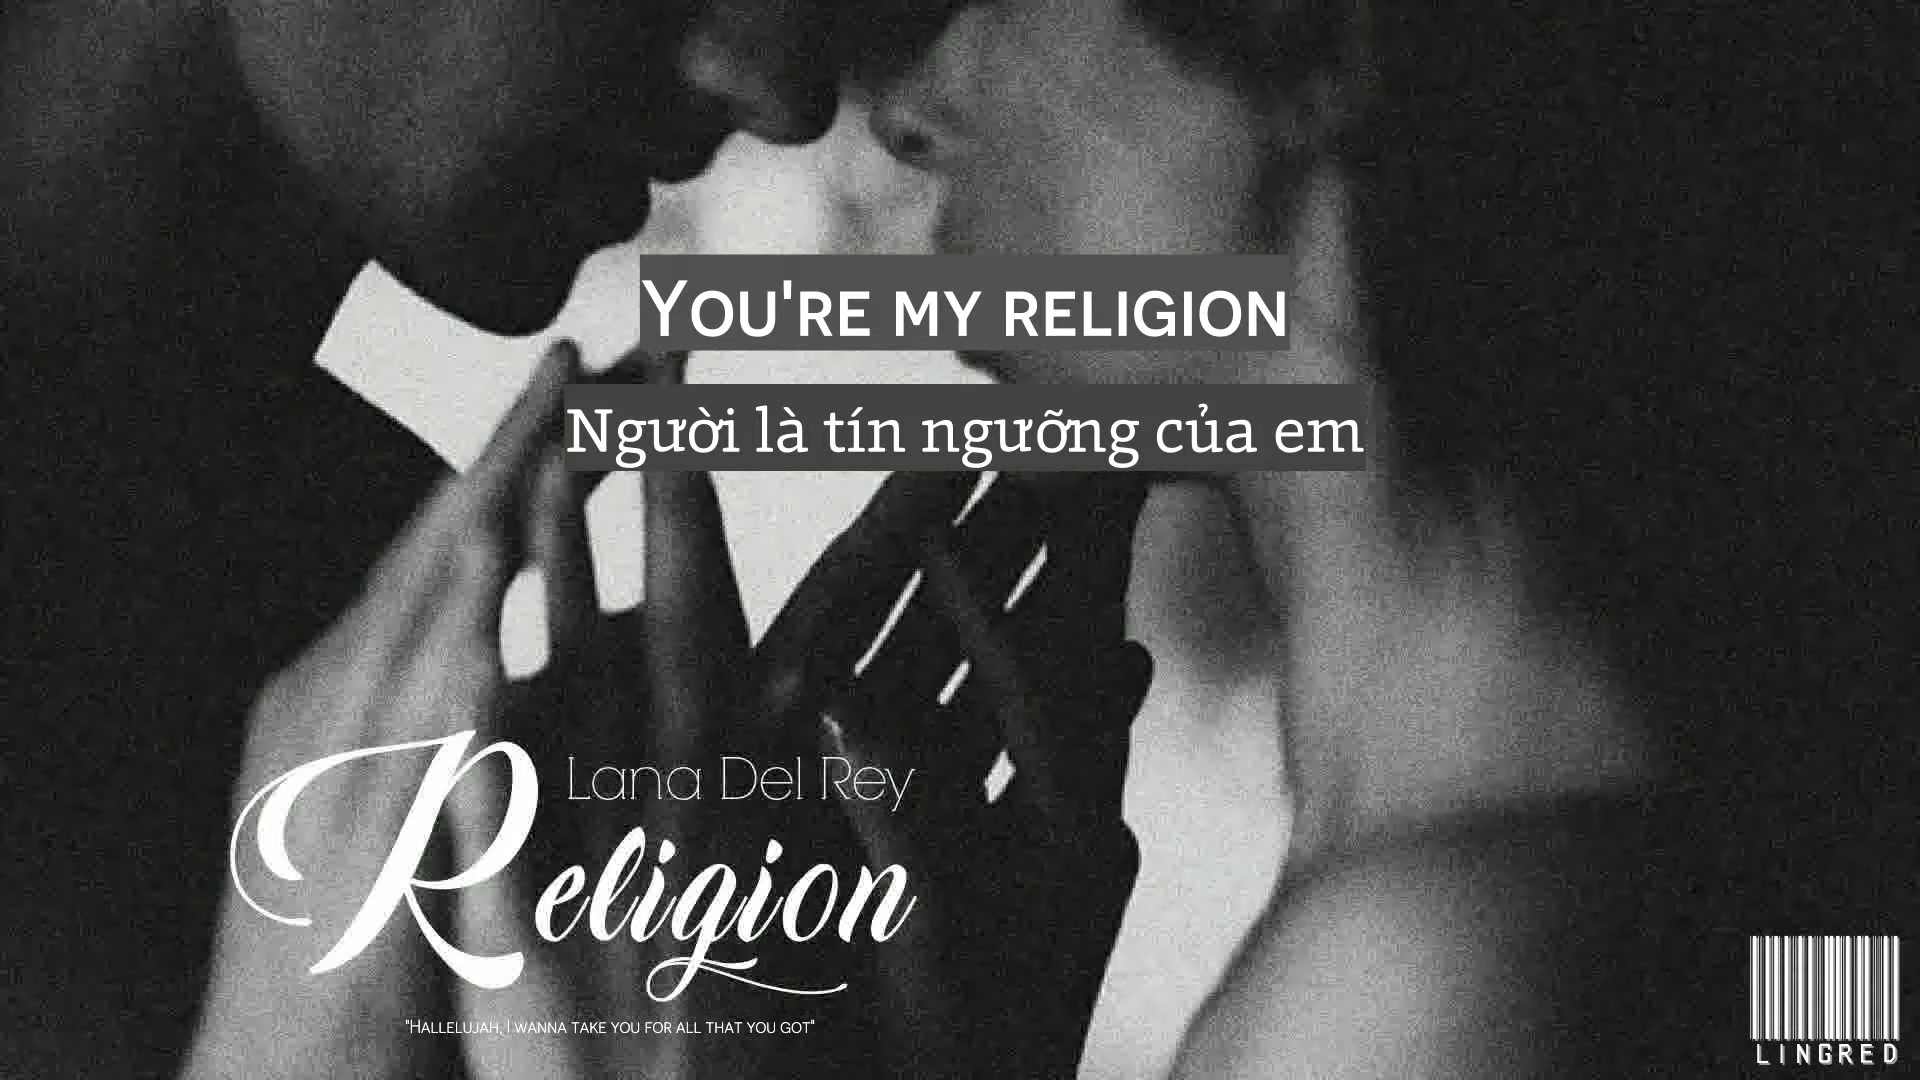 You're my religion
Người là tín ngưỡng của em
Lana Del Rey
Religion
"Hallelujah, I wanna take you for all that you got"
LINGRED